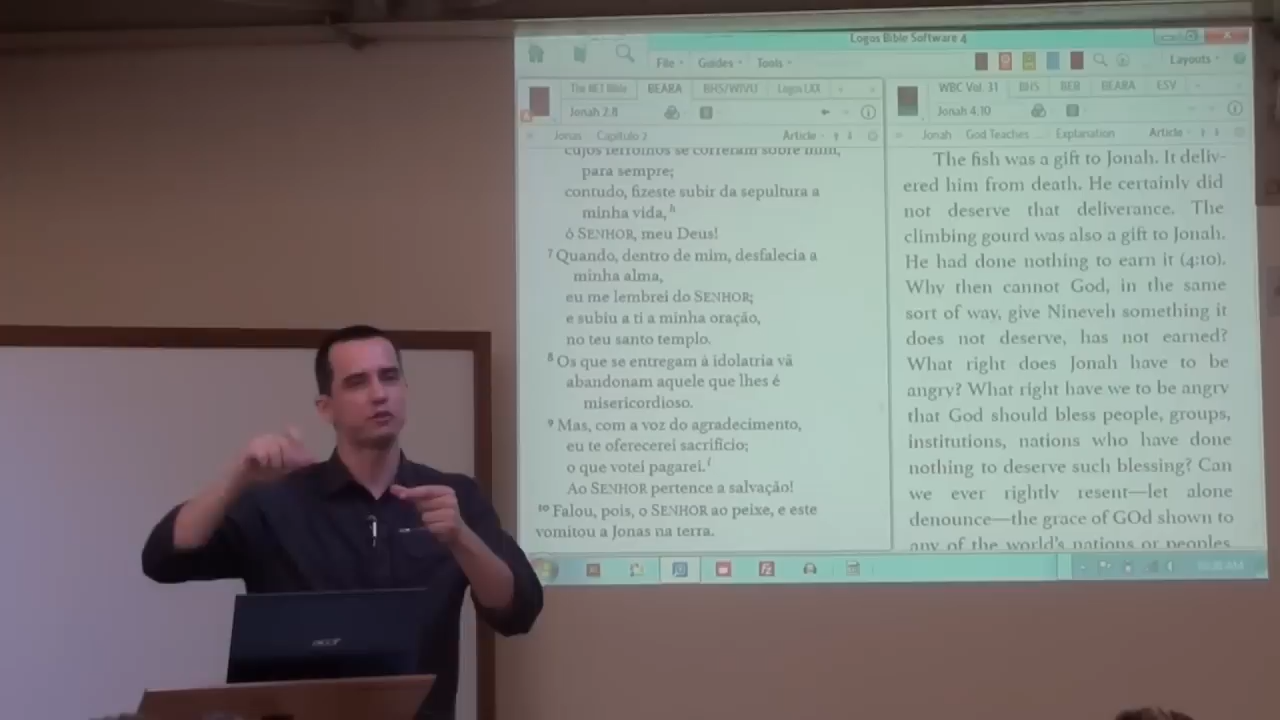 Logos Bible Software 4
File Guides Tools
Layouts
The NET Bible BEARA BHS/WIVU Logos LXX
Jonah 2:8
Jonas Capítulo 2 Article
cujos ferrolhos se correram sobre mim,
para sempre;
contudo, fizeste subir da sepultura a
minha vida,h
ó SENHOR, meu Deus!
7 Quando, dentro de mim, desfalecia a
minha alma,
eu me lembrei do SENHOR;
e subiu a ti a minha oração,
no teu santo templo.
8 Os que se entregam à idolatria vã
abandonam aquele que lhes é
misericordioso.
9 Mas, com a voz do agradecimento,
eu te oferecerei sacrifício;
o que votei pagarei.i
Ao SENHOR pertence a salvação!
10 Falou, pois, o SENHOR ao peixe, e este
vomitou a Jonas na terra.
WBC Vol. 31 BHS BEARA ESV
Jonah 4:10
Jonah God Teaches ... Explanation Article
The fish was a gift to Jonah. It deliv-
ered him from death. He certainly did
not deserve that deliverance. The
climbing gourd was also a gift to Jonah.
He had done nothing to earn it (4:10).
Why then cannot God, in the same
sort of way, give Nineveh something it
does not deserve, has not earned?
What right does Jonah have to be
angry? What right have we to be angry
that God should bless people, groups,
institutions, nations who have done
nothing to deserve such blessing? Can
we ever rightly resent—let alone
denounce—the grace of GOd shown to
any of the world's nations or peoples
acer